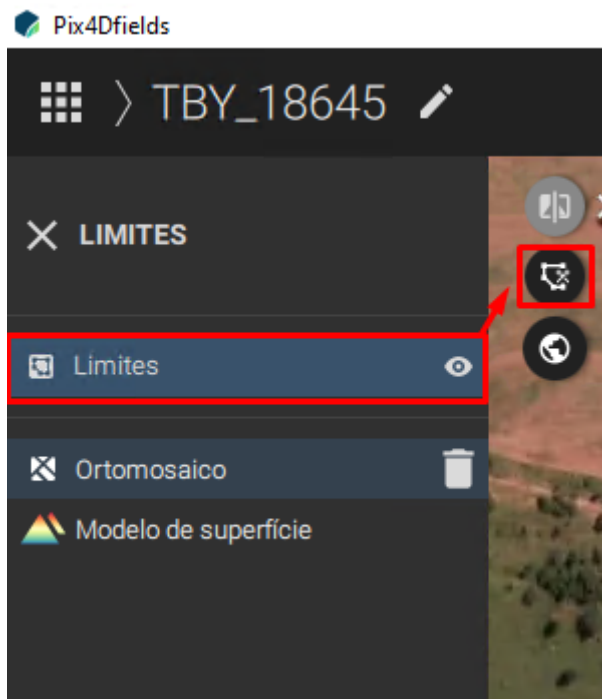 Pix4Dfields
TBY_18645
LIMITES
Limites
Ortomosaico
Modelo de superfície